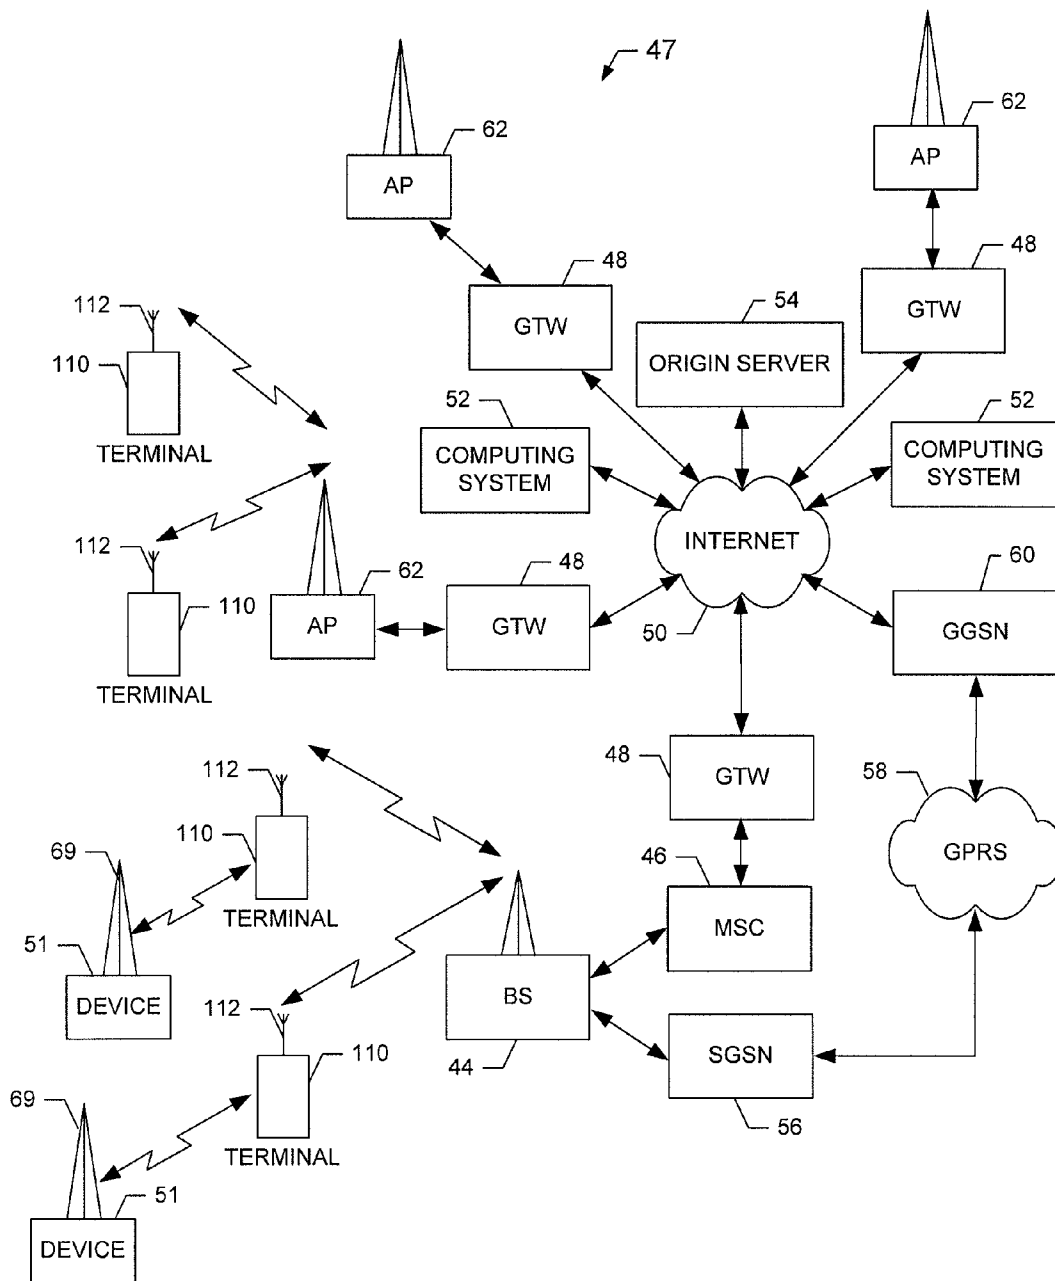 47
62
AP
62
AP
48
GTW
48
GTW
54
ORIGIN SERVER
112
110
TERMINAL
52
COMPUTING
SYSTEM
52
COMPUTING
SYSTEM
INTERNET
50
112
110
TERMINAL
62
AP
48
GTW
60
GGSN
48
GTW
58
GPRS
112
110
TERMINAL
69
51
DEVICE
46
MSC
BS
44
SGSN
56
112
110
TERMINAL
69
51
DEVICE